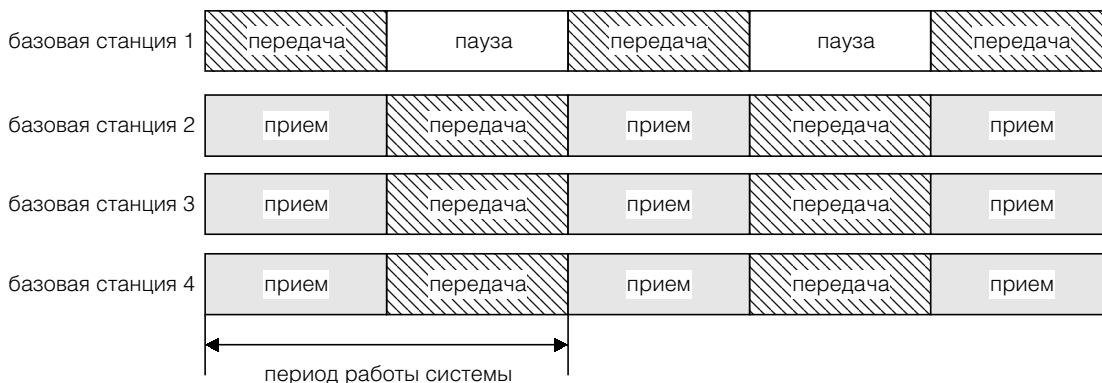 базовая станция 1 передача пауза передача пауза передача
базовая станция 2 прием передача прием передача прием
базовая станция 3 прием передача прием передача прием
базовая станция 4 прием передача прием передача прием
период работы системы